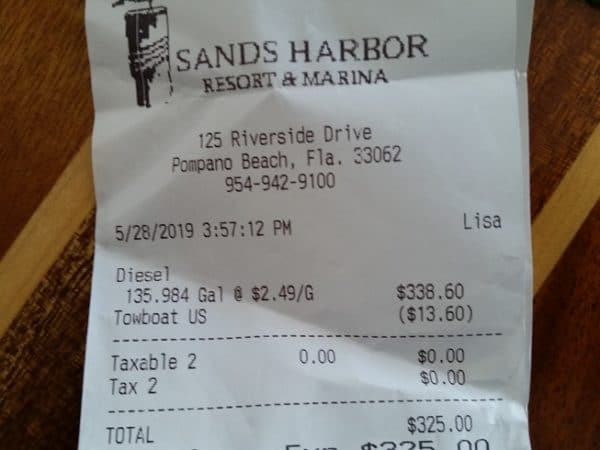 SANDS HARBOR
RESORT & MARINA
125 Riverside Drive
Pompano Beach, Fla. 33062
954-942-9100
5/28/2019 3:57:12 PM Lisa
Diesel
135.984 Gal @ $2.49/G $338.60
Towboat US ($13.60)
Taxable 2 0.00 $0.00
Tax 2 $0.00
TOTAL $325.00
$325.00